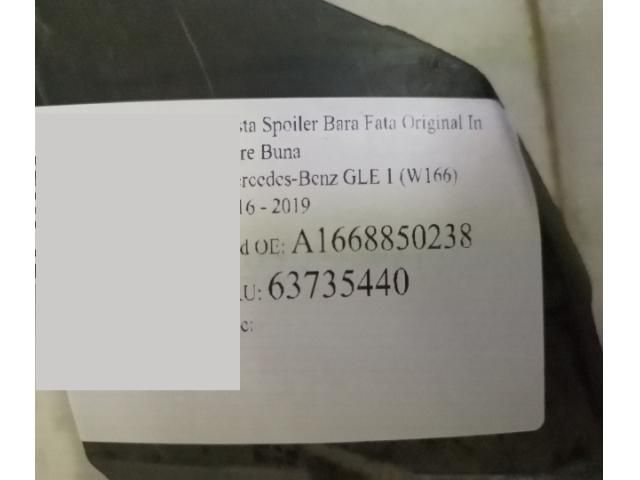 sta Spoiler Bara Fata Original In
re Buna
ercedes-Benz GLE 1 (W166)
16 - 2019
d OE: A1668850238
U: 63735440
c: